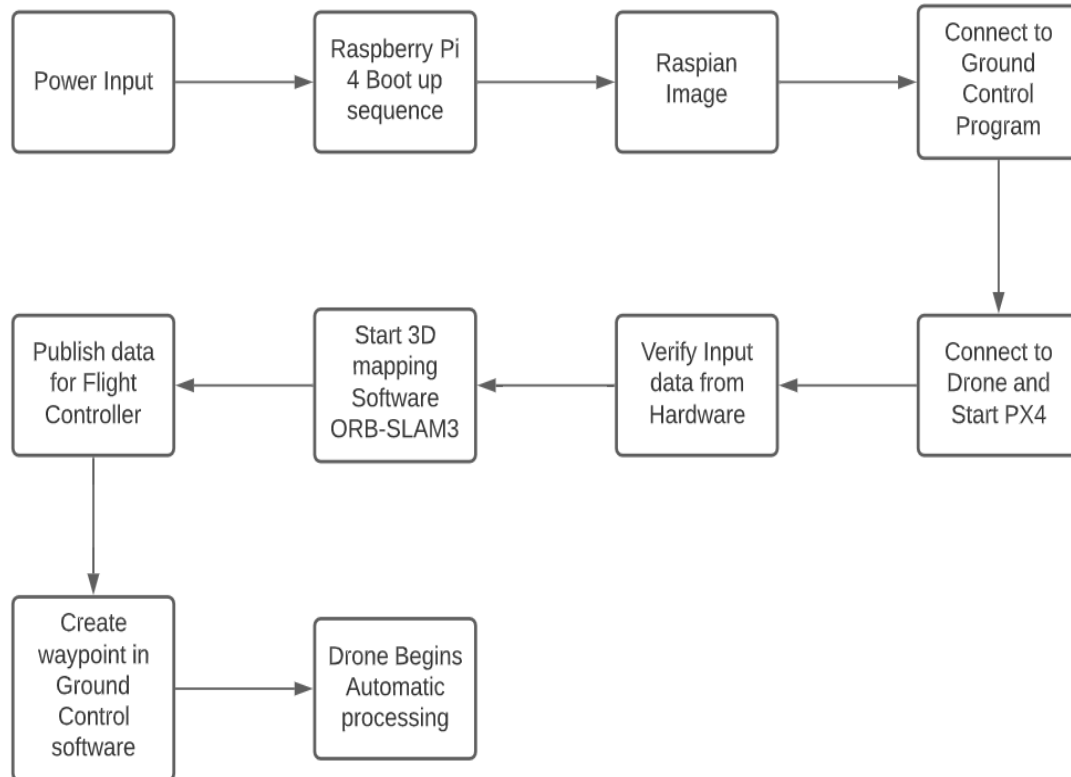 Power Input
Raspberry Pi
4 Boot up
sequence
Raspian
Image
Connect to
Ground
Control
Program
Connect to
Drone and
Start PX4
Verify Input
data from
Hardware
Start 3D
mapping
Software
ORB-SLAM3
Publish data
for Flight
Controller
Create
waypoint in
Ground
Control
software
Drone Begins
Automatic
processing